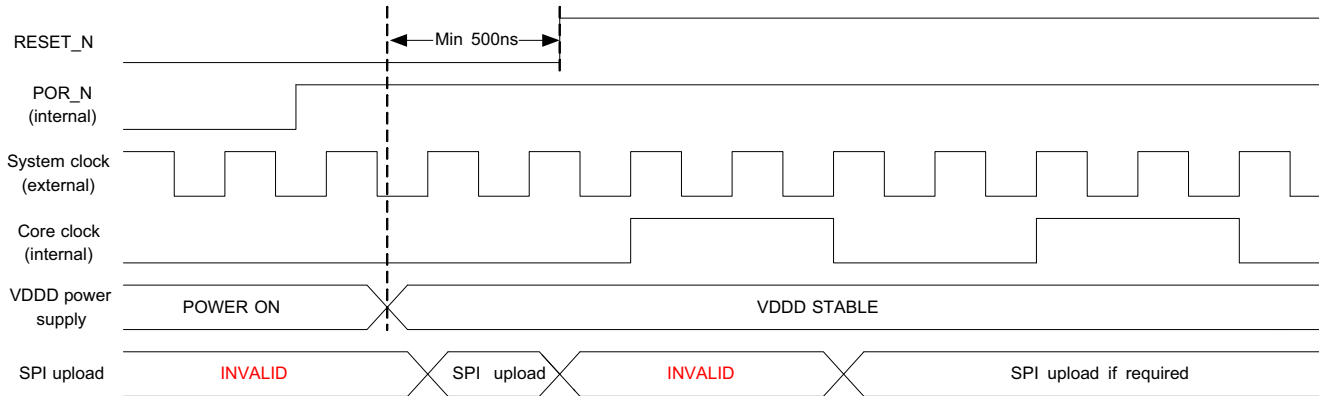 RESET_N
Min 500ns
POR_N
(internal)
System clock
(external)
Core clock
(internal)
VDDD power
supply
POWER ON
VDDD STABLE
SPI upload
INVALID
SPI upload
INVALID
SPI upload if required